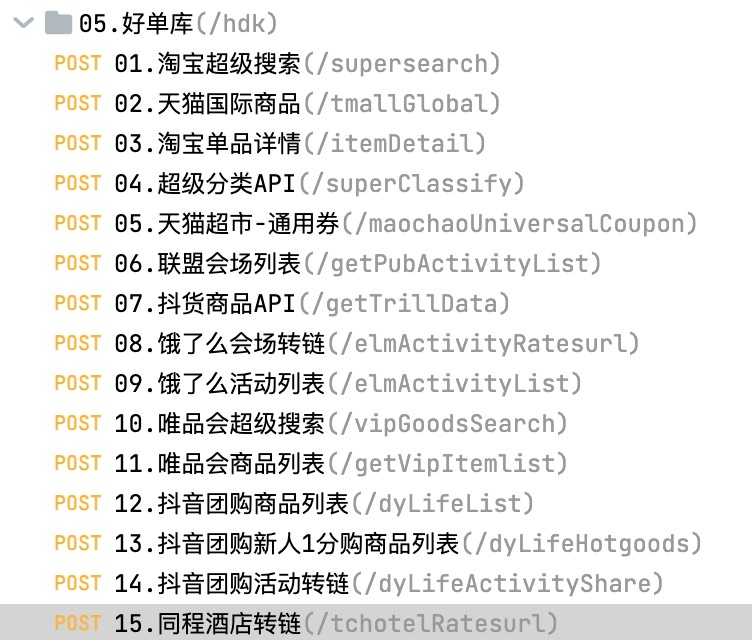 05.好单库(/hdk)
POST 01.淘宝超级搜索(/supersearch)
POST 02.天猫国际商品(/tmallGlobal)
POST 03.淘宝单品详情(/itemDetail)
POST 04.超级分类API(/superClassify)
POST 05.天猫超市-通用券(/maochaoUniversalCoupon)
POST 06.联盟会场列表(/getPubActivityList)
POST 07.抖货商品API(/getTrillData)
POST 08.饿了么会场转链(/elmActivityRatesurl)
POST 09.饿了么活动列表(/elmActivityList)
POST 10.唯品会超级搜索(/vipGoodsSearch)
POST 11.唯品会商品列表(/getVipItemlist)
POST 12.抖音团购商品列表(/dyLifeList)
POST 13.抖音团购新人1分购商品列表(/dyLifeHotgoods)
POST 14.抖音团购活动转链(/dyLifeActivityShare)
POST 15.同程酒店转链(/tchotelRatesurl)